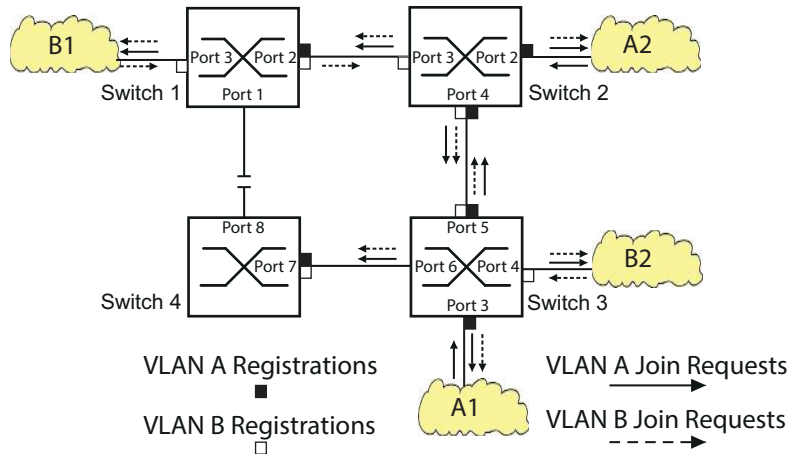 B1
Port 3 Port 2
Port 1
Switch 1
Port 3 Port 2
Port 4
Switch 2
A2
Port 8
Port 7
Switch 4
Port 5
Port 6 Port 4
Port 3
Switch 3
B2
A1
VLAN A Registrations
VLAN B Registrations
VLAN A Join Requests
VLAN B Join Requests